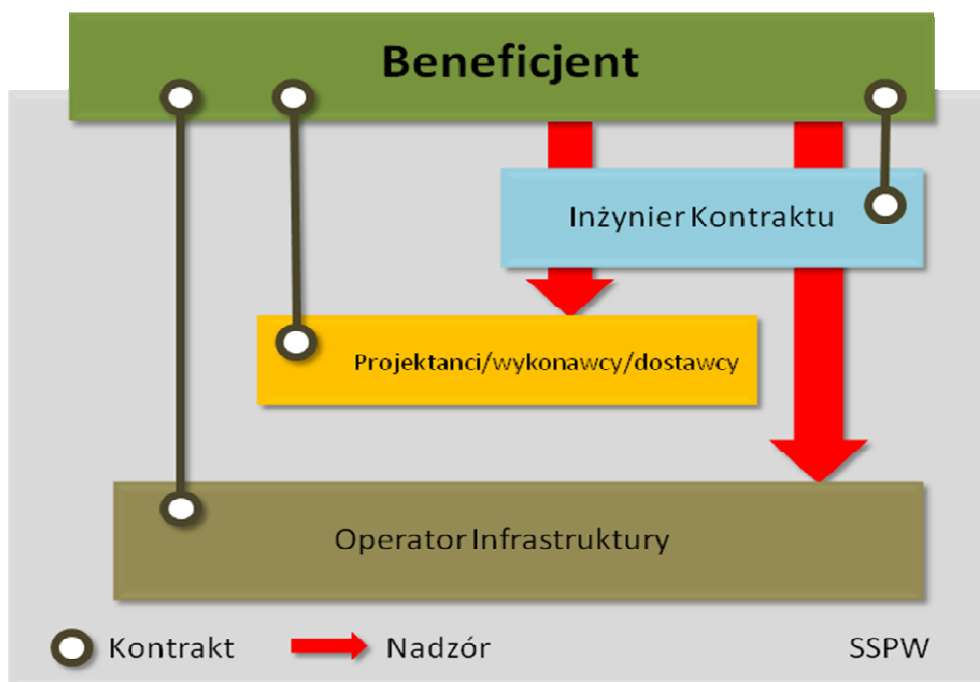 Beneficjent
Inżynier Kontraktu
Projektanci/wykonawcy/dostawcy
Operator Infrastruktury
Kontrakt Nadzór SSPW